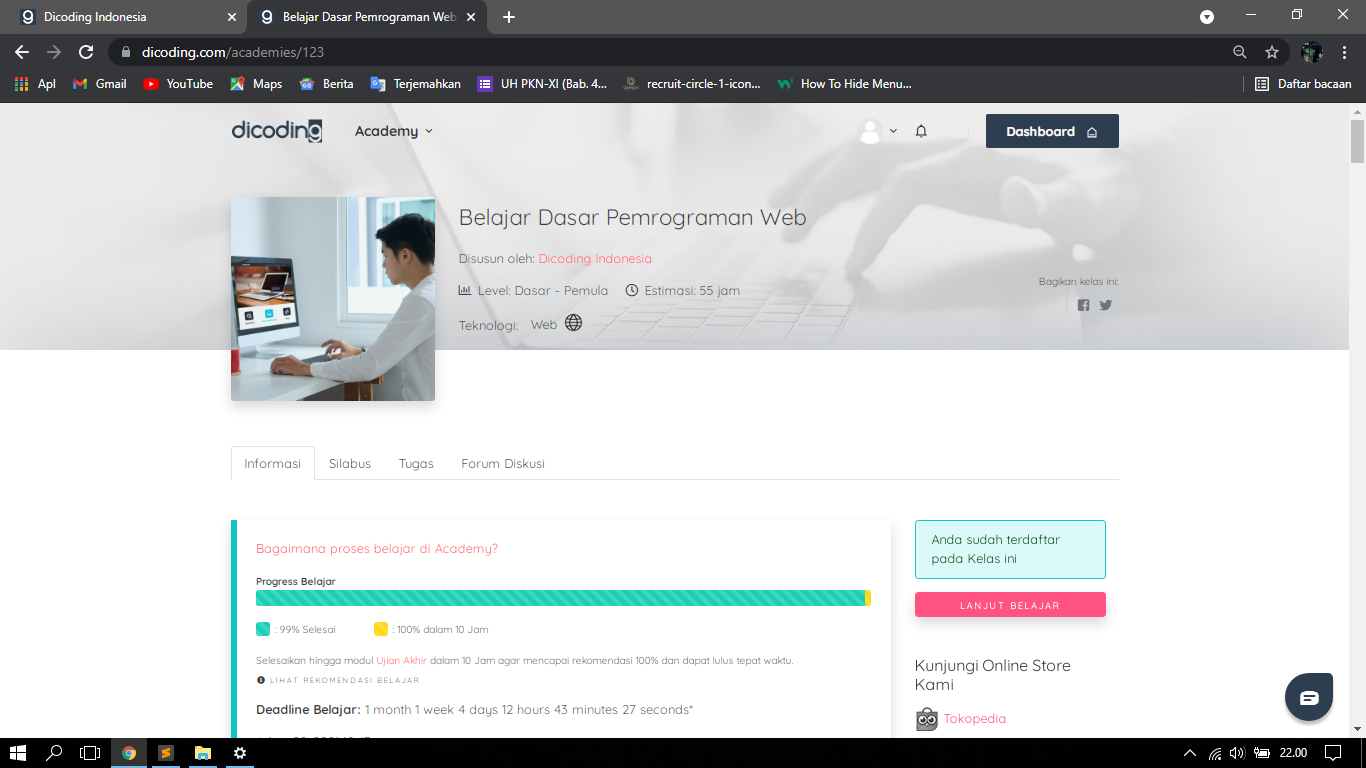 Dicoding Indonesia
Belajar Dasar Pemrograman Web
dicoding.com/academies/123
Apl Gmail YouTube Maps Berita Terjemahkan UH PKN-XI (Bab. 4... recruit-circle-1-icon... How To Hide Menu... Daftar bacaan
dicoding Academy Dashboard
Belajar Dasar Pemrograman Web
Disusun oleh: Dicoding Indonesia
Level: Dasar - Pemula Estimasi: 55 jam
Teknologi: Web
Bagikan kelas ini:
Informasi Silabus Tugas Forum Diskusi
Bagaimana proses belajar di Academy?
Progress Belajar
: 99% Selesai : 100% dalam 10 Jam
Selesaikan hingga modul Ujian Akhir dalam 10 Jam agar mencapai rekomendasi 100% dan dapat lulus tepat waktu.
LIHAT REKOMENDASI BELAJAR
Deadline Belajar: 1 month 1 week 4 days 12 hours 43 minutes 27 seconds*
Anda sudah terdaftar
pada Kelas ini
LANJUT BELAJAR
Kunjungi Online Store
Kami
Tokopedia
22.00